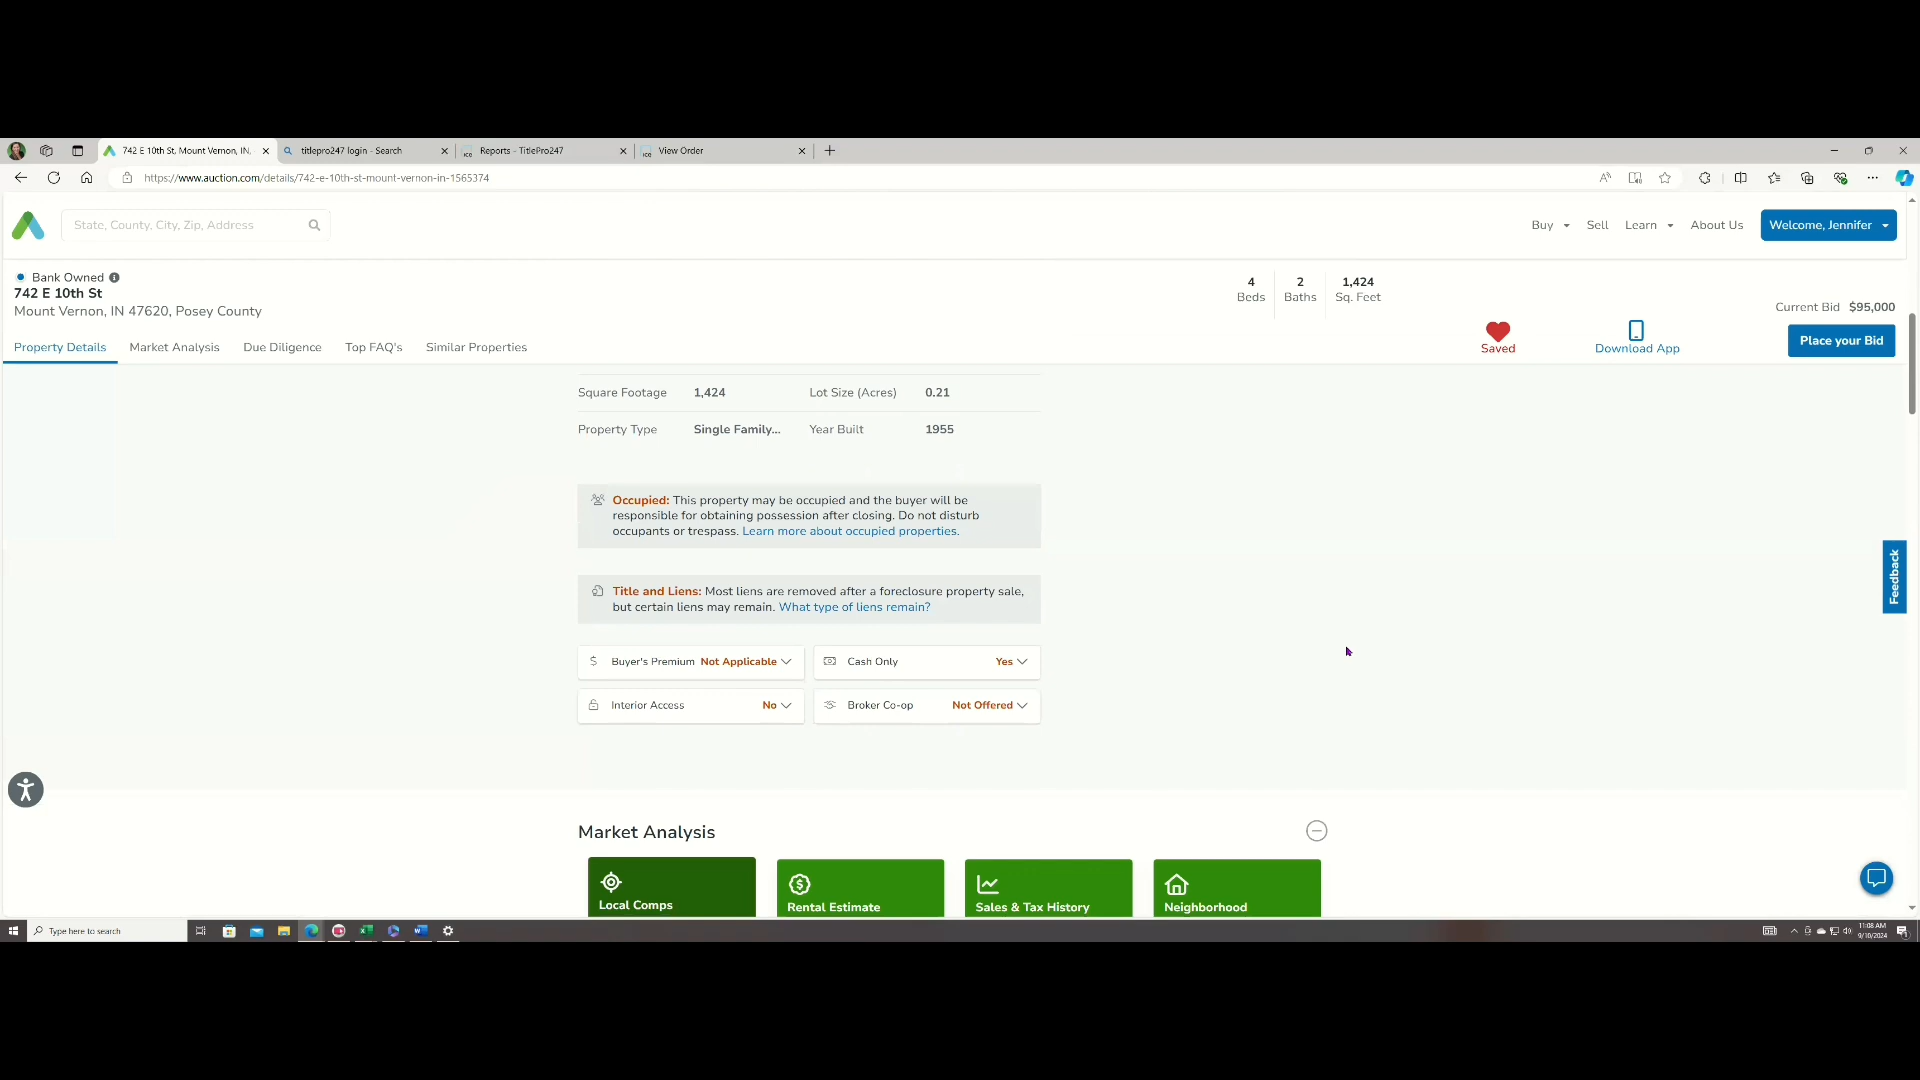 742 E 10th St, Mount Vernon, IN,
titlepro247 login - Search
Reports - TitlePro247
View Order
https://www.auction.com/details/742-e-10th-st-mount-vernon-in-1565374
State, County, City, Zip, Address
Buy
Sell
Learn
About Us
Welcome, Jennifer
Bank Owned
742 E 10th St
Mount Vernon, IN 47620, Posey County
4
Beds
2
Baths
1,424
Sq. Feet
Current Bid $95,000
Saved
Download App
Place your Bid
Property Details
Market Analysis
Due Diligence
Top FAQ's
Similar Properties
Square Footage 1,424 Lot Size (Acres) 0.21
Property Type Single Family... Year Built 1955
Occupied: This property may be occupied and the buyer will be
responsible for obtaining possession after closing. Do not disturb
occupants or trespass. Learn more about occupied properties.
Title and Liens: Most liens are removed after a foreclosure property sale,
but certain liens may remain. What type of liens remain?
Buyer's Premium Not Applicable
Cash Only Yes
Interior Access No
Broker Co-op Not Offered
Feedback
Market Analysis
Local Comps
Rental Estimate
Sales & Tax History
Neighborhood
Type here to search
11:08 AM
9/10/2024